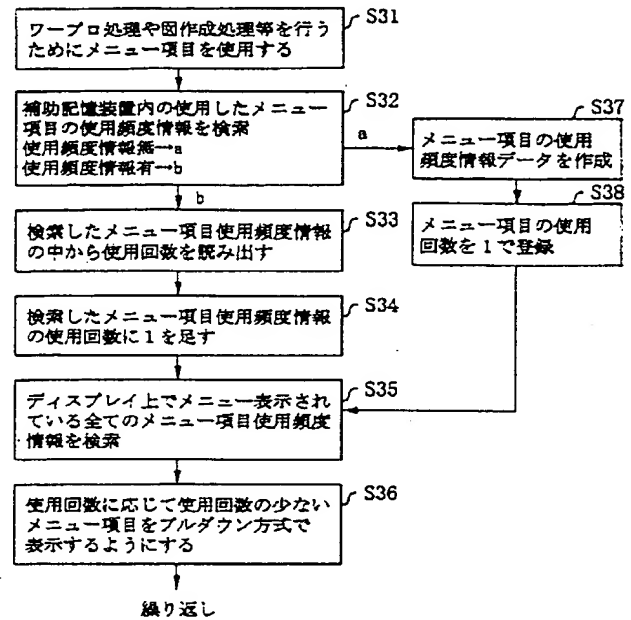 S31
ワープロ処理や図作成処理等を行う
ためにメニュー項目を使用する
S32
補助記憶装置内の使用したメニュー
項目の使用頻度情報を検索
使用頻度情報無→a
使用頻度情報有→b
a
b
S37
メニュー項目の使用
頻度情報データを作成
S38
メニュー項目の使用
回数を1で登録
S33
検索したメニュー項目使用頻度情報
の中から使用回数を読み出す
S34
検索したメニュー項目使用頻度情報
の使用回数に1を足す
S35
ディスプレイ上でメニュー表示され
ている全てのメニュー項目使用頻度
情報を検索
S36
使用回数に応じて使用回数の少ない
メニュー項目をプルダウン方式で
表示するようにする
繰り返し